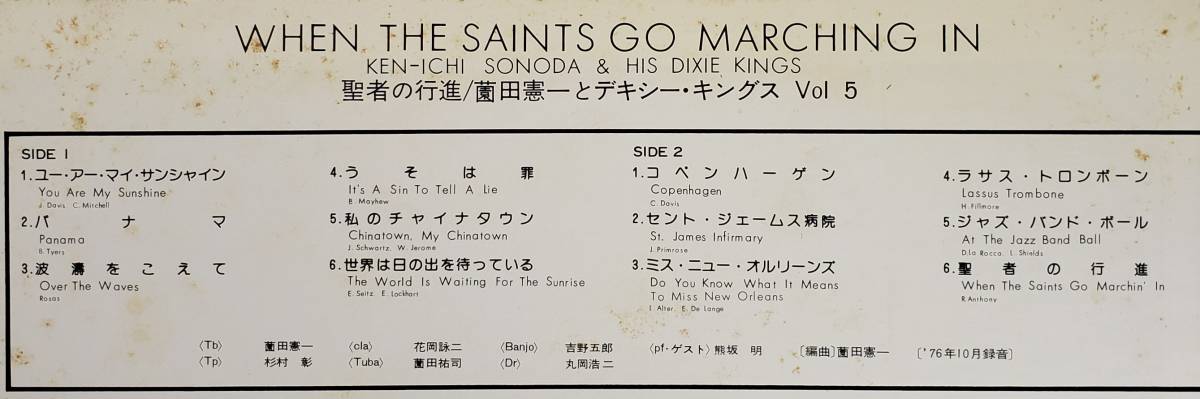 WHEN THE SAINTS GO MARCHING IN
KEN-ICHI SONODA & HIS DIXIE KINGS
聖者の行進/薗田憲一とデキシー・キングス Vol 5
SIDE 1
1.ユー・アー・マイ・サンシャイン
You Are My Sunshine
J. Davis C. Mitchell
2.パナマ
Panama
B. Tyers
3.波濤をこえて
Over The Waves
Rosas
4.うそは罪
It's A Sin To Tell A Lie
B. Mayhew
5.私のチャイナタウン
Chinatown, My Chinatown
J. Schwartz, W. Jerome
6.世界は日の出を待っている
The World Is Waiting For The Sunrise
E. Seitz E. Lockhart
SIDE 2
1.コペンハーゲン
Copenhagen
C. Davis
2.セント・ジェームス病院
St. James Infirmary
J. Primrose
3.ミス・ニュー・オルリーンズ
Do You Know What It Means
To Miss New Orleans
L. Alter E. De Lange
4.ラサス・トロンボーン
Lassus Trombone
H. Fillmore
5.ジャズ・バンド・ボール
At The Jazz Band Ball
D. La Rocca L. Shields
6.聖者の行進
When The Saints Go Marchin' In
R. Anthony
〈Tb〉 薗田憲一 〈cla〉 花岡詠二 〈Banjo〉 吉野五郎 〈pf-ゲスト〉熊坂 明 〔編曲〕薗田憲一 〔'76年10月録音〕
〈Tp〉 杉村 彰 〈Tuba〉 薗田祐司 〈Dr〉 丸岡浩二